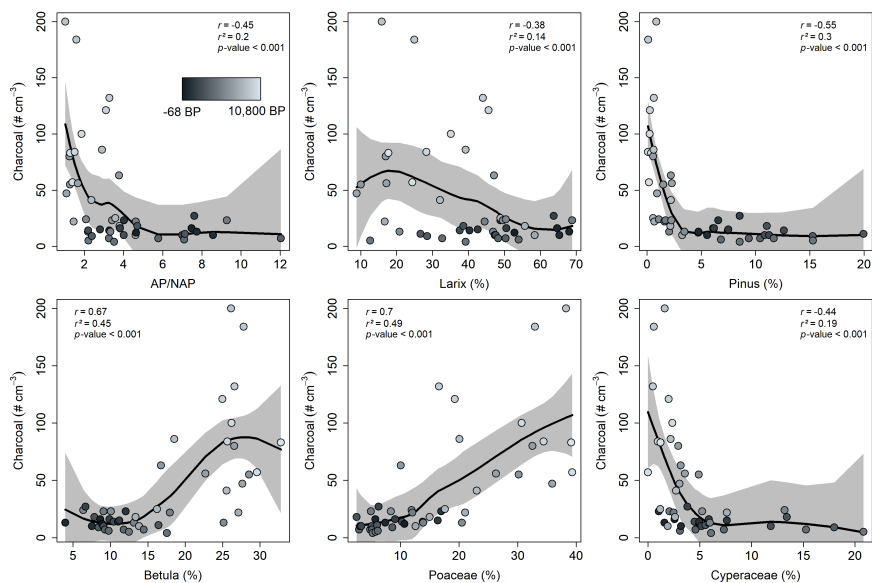 r = -0.45
r² = 0.2
p-value < 0.001
-68 BP 10,800 BP
Charcoal (# cm⁻³)
0 50 100 150 200
2 4 6 8 10 12
AP/NAP
r = -0.38
r² = 0.14
p-value < 0.001
Charcoal (# cm⁻³)
0 50 100 150 200
10 20 30 40 50 60 70
Larix (%)
r = -0.55
r² = 0.3
p-value < 0.001
Charcoal (# cm⁻³)
0 50 100 150 200
0 5 10 15 20
Pinus (%)
r = 0.67
r² = 0.45
p-value < 0.001
Charcoal (# cm⁻³)
0 50 100 150 200
5 10 15 20 25 30
Betula (%)
r = 0.7
r² = 0.49
p-value < 0.001
Charcoal (# cm⁻³)
0 50 100 150 200
10 20 30 40
Poaceae (%)
r = -0.44
r² = 0.19
p-value < 0.001
Charcoal (# cm⁻³)
0 50 100 150 200
0 5 10 15 20
Cyperaceae (%)